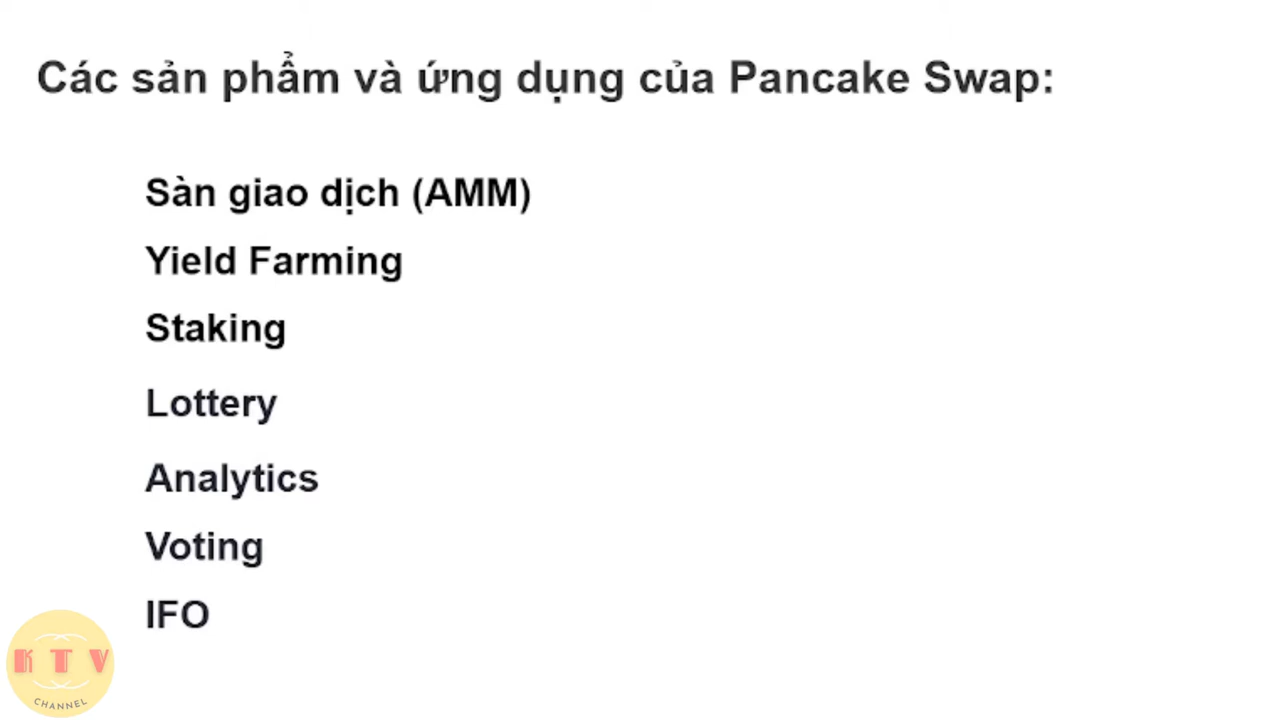 Các sản phẩm và ứng dụng của Pancake Swap:
Sàn giao dịch (AMM)
Yield Farming
Staking
Lottery
Analytics
Voting
IFO
KTV
CHANNEL